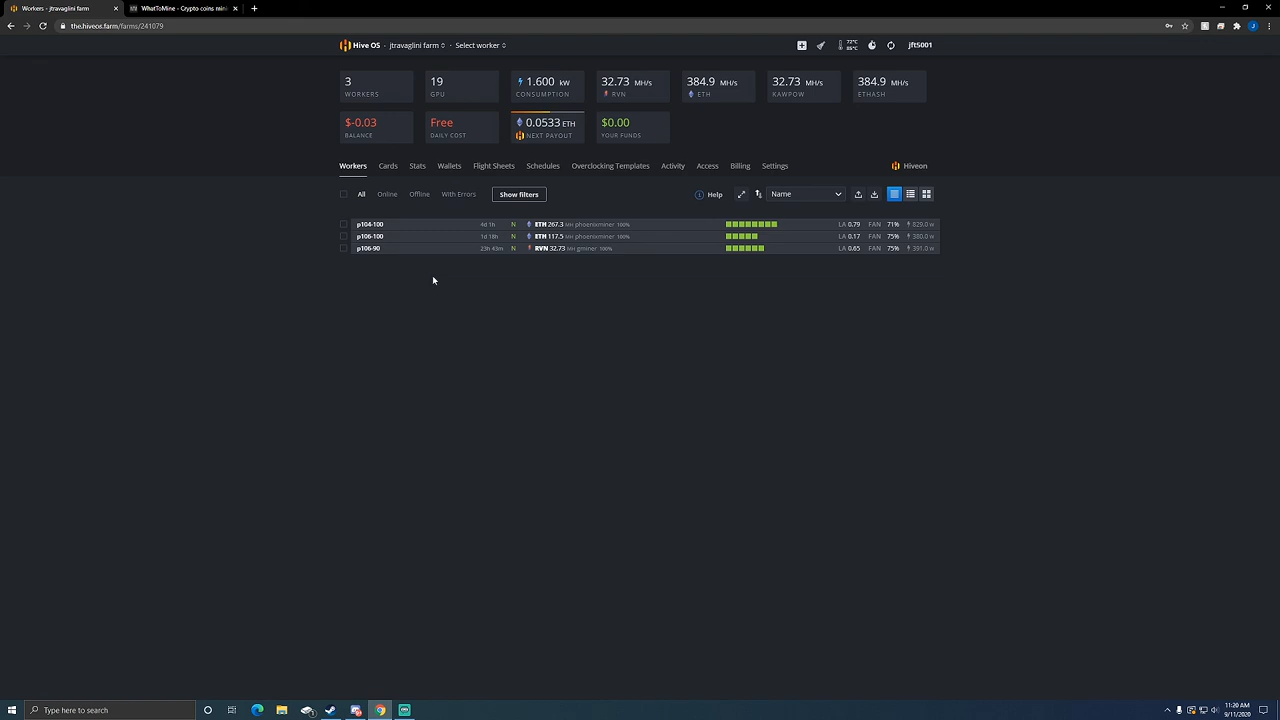 Workers - jtravaglini farm
WhatToMine - Crypto coins mini
the.hiveos.farm/farms/241079
Hive OS · jtravaglini farm Select worker 72°C 85°C jft5001
3 19 1.600 kW 32.73 MH/s 384.9 MH/s 32.73 MH/s 384.9 MH/s
WORKERS GPU CONSUMPTION RVN ETH KAWPOW ETHASH
$-0.03 Free 0.0533 ETH $0.00
BALANCE DAILY COST NEXT PAYOUT YOUR FUNDS
Workers Cards Stats Wallets Flight Sheets Schedules Overclocking Templates Activity Access Billing Settings Hiveon
All Online Offline With Errors Show filters Help Name
p104-100 4d 1h N ETH 267.3 MH phoenixminer 100% LA 0.79 FAN 71% 829.0 w
p106-100 1d 18h N ETH 117.5 MH phoenixminer 100% LA 0.17 FAN 75% 380.0 w
p106-90 23h 43m N RVN 32.73 MH gminer 100% LA 0.65 FAN 75% 391.0 w
Type here to search
11:20 AM
9/11/2020